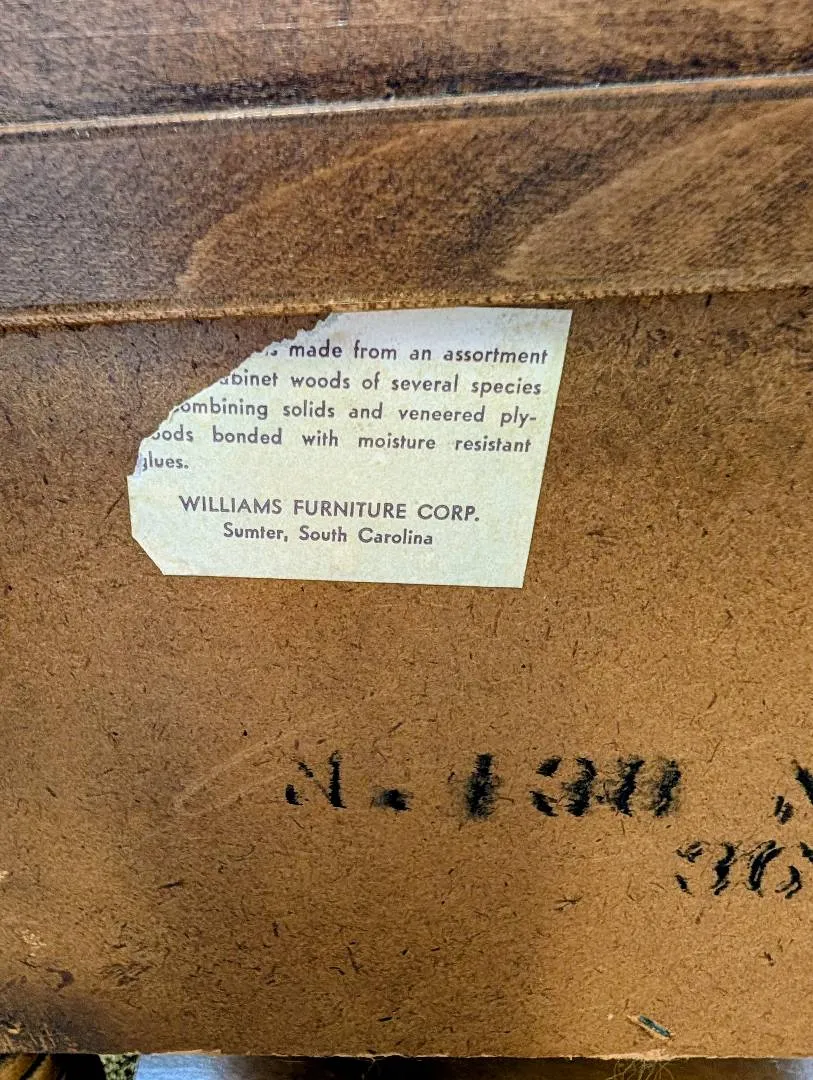 made from an assortment
abinet woods of several species
ombining solids and veneered ply-
oods bonded with moisture resistant
glues.
WILLIAMS FURNITURE CORP.
Sumter, South Carolina
36